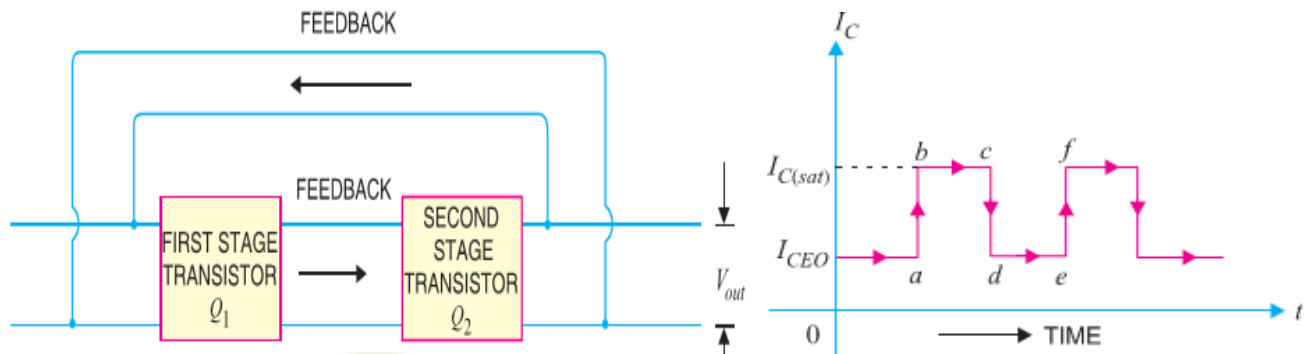 FEEDBACK
FEEDBACK
FIRST STAGE
TRANSISTOR
Q1
SECOND
STAGE
TRANSISTOR
Q2
Vout
IC
IC(sat)
ICEO
b
c
f
a
d
e
0
TIME
t